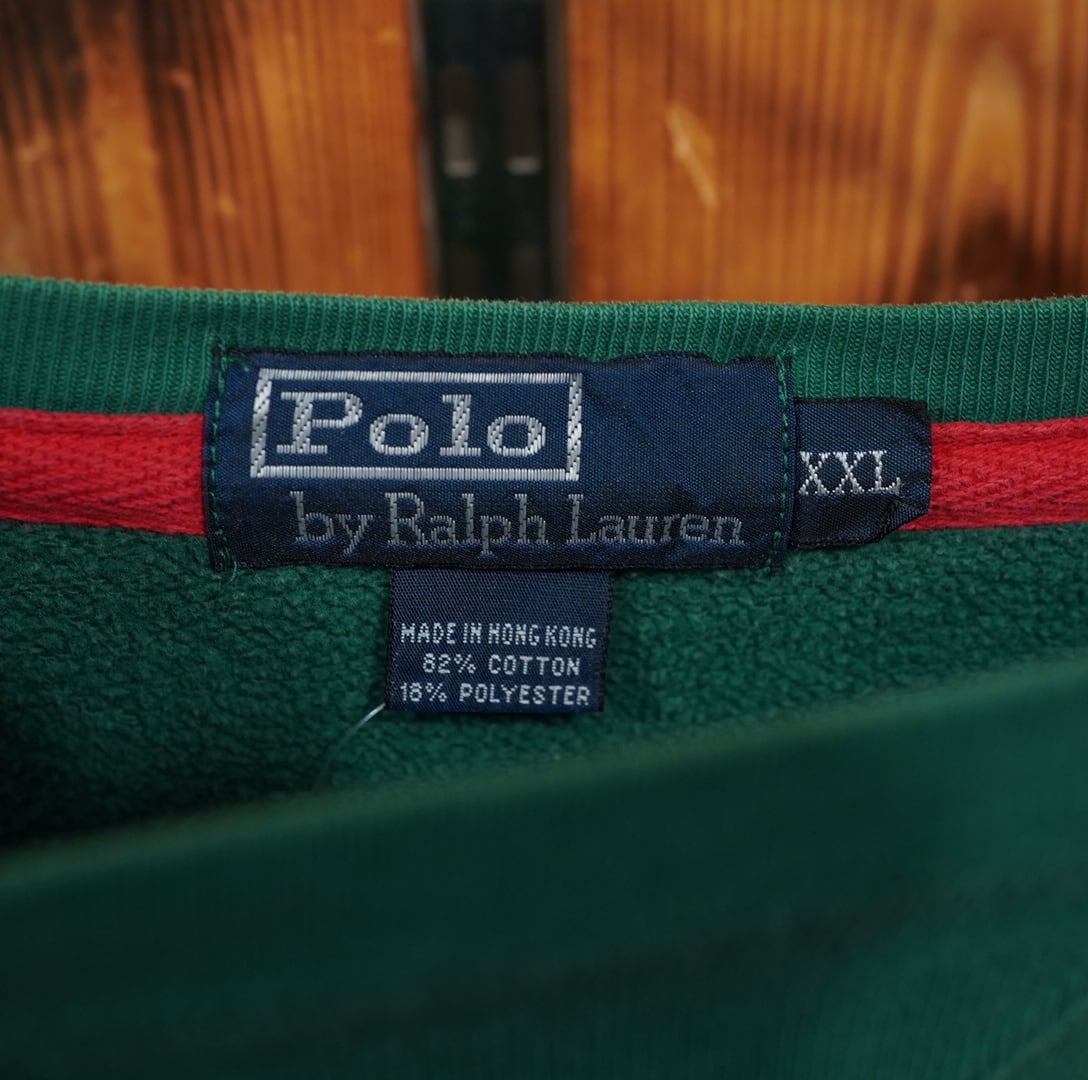 Polo
by Ralph Lauren
XXL
MADE IN HONG KONG
82% COTTON
18% POLYESTER